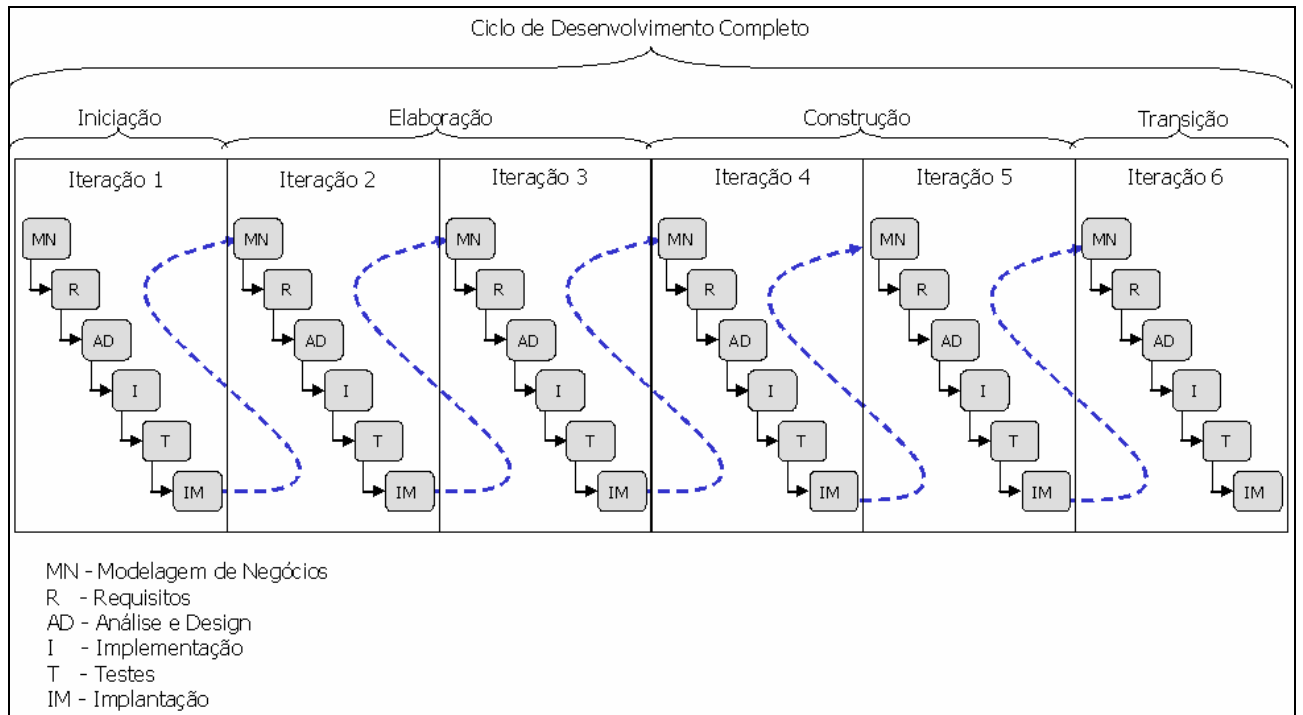 Ciclo de Desenvolvimento Completo
Iniciação Elaboração Construção Transição
Iteração 1 Iteração 2 Iteração 3 Iteração 4 Iteração 5 Iteração 6
MN MN MN MN MN MN
R R R R R R
AD AD AD AD AD AD
I I I I I I
T T T T T T
IM IM IM IM IM IM
MN - Modelagem de Negócios
R - Requisitos
AD - Análise e Design
I - Implementação
T - Testes
IM - Implantação